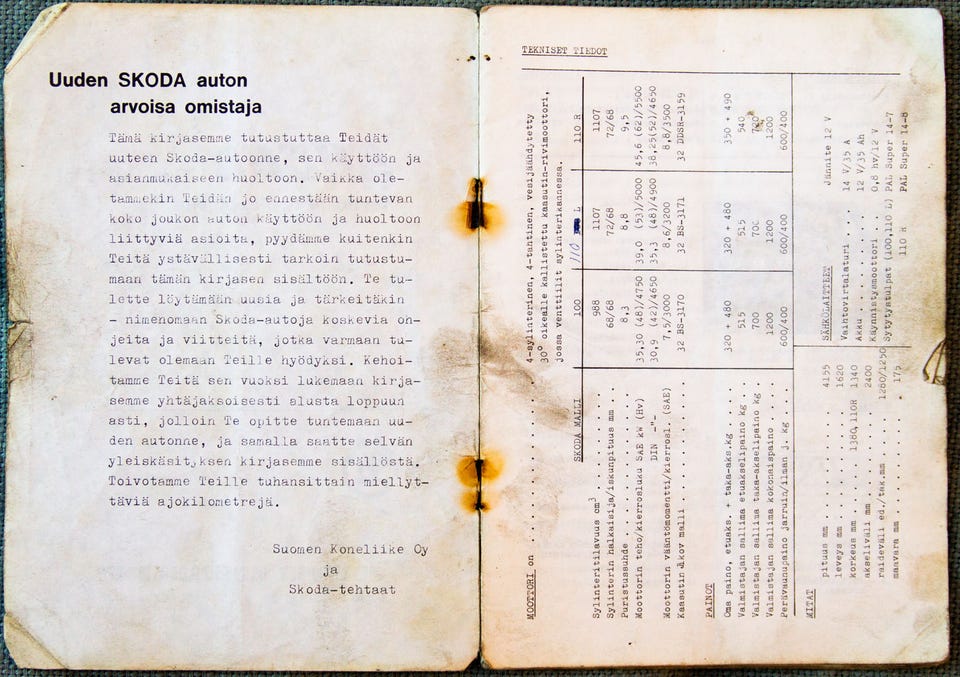 Uuden SKODA auton
arvoisa omistaja
Tämä kirjasemme tutustuttaa Teidät
uuteen Skoda-autoonne, sen käyttöön ja
asianmukaiseen huoltoon. Vaikka ole-
tammekin Teidän jo ennestään tuntevan
koko joukon auton käyttöön ja huoltoon
liittyviä asioita, pyydämme kuitenkin
Teitä ystävällisesti tarkoin tutustu-
maan tämän kirjasen sisältöön. Te tu-
lette löytämään uusia ja tärkeitäkin
- nimenomaan Skoda-autoja koskevia oh-
jeita ja viitteitä, jotka varmaan tu-
levat olemaan Teille hyödyksi. Kehoi-
tamme Teitä sen vuoksi lukemaan kirja-
semme yhtäjaksoisesti alusta loppuun
asti, jolloin Te opitte tuntemaan uu-
den autonne, ja samalla saatte selvän
yleiskäsityksen kirjasemme sisällöstä.
Toivotamme Teille tuhansittain miellyt-
täviä ajokilometrejä.
Suomen Koneliike Oy
ja
Skoda-tehtaat
TEKNISET TIEDOT
MOOTTORI on . . . . . . . . . . . . 4-sylinterinen, 4-tahtinen, vesijäähdytetty
30° oikealle kallistettu kaasutin-rivimoottori,
jossa venttiilit sylinterikannessa.
SKODA MALLI 100 110 L 110 R
Sylinteritilavuus cm³ . . . . . . . 988 1107 1107
Sylinterin halkaisija/iskunpituus mm . . 68/68 72/68 72/68
Puristussuhde . . . . . . . . . . . 8,3 8,8 9,5
Moottorin teho/kierrosluku SAE kW (Hv) 35,30 (48)/4750 39,0 (53)/5000 45,6 (62)/5500
DIN -"- 30,9 (42)/4650 35,3 (48)/4900 38,25(52)/4650
Moottorin vääntömomentti/kierrosl. (SAE) 7,5/3000 8,6/3200 8,8/3500
Kaasutin Jikov malli . . . . . . . . 32 BS-3170 32 BS-3171 32 DDSR-3159
PAINOT
Oma paino, etuaks. + taka-aks.kg . . 320 + 480 320 + 480 350 + 490
Valmistajan sallima etuakselipaino kg . 515 515 540
Valmistajan sallima taka-akselipaino kg 700 700
Valmistajan sallima kokonaispaino . . 1200 1200 1200
Perävaunupaino jarruin/ilman j. kg . . 600/400 600/400 600/400
MITAT
pituus mm . . . . . . . . . . 4155
leveys mm . . . . . . . . . . 1620
korkeus mm . . . . . 1380,110R 1340
akseliväli mm . . . . . . . . 2400
raideväli ed./tak.mm . . . 1280/1250
maavara mm . . . . . . . . . . 175
SÄHKÖLAITTEET Jännite 12 V
Vaihtovirtalaturi . . . 14 V/35 A
Akku . . . . . . . . . . 12 V/35 Ah
Käynnistysmoottori . . . 0,8 hv/12 V
Sytytystulpat (100,110 L) PAL Super 14-7
110 R PAL Super 14-8